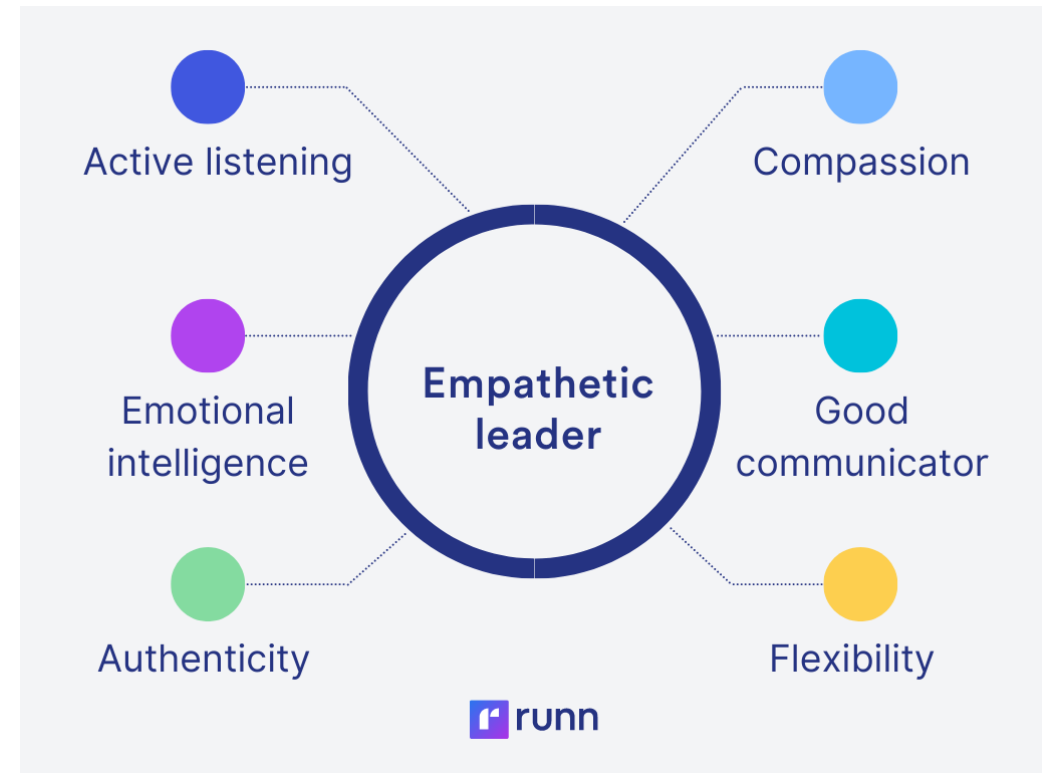 Active listening
Compassion
Empathetic
leader
Emotional
intelligence
Good
communicator
Authenticity
Flexibility
runn